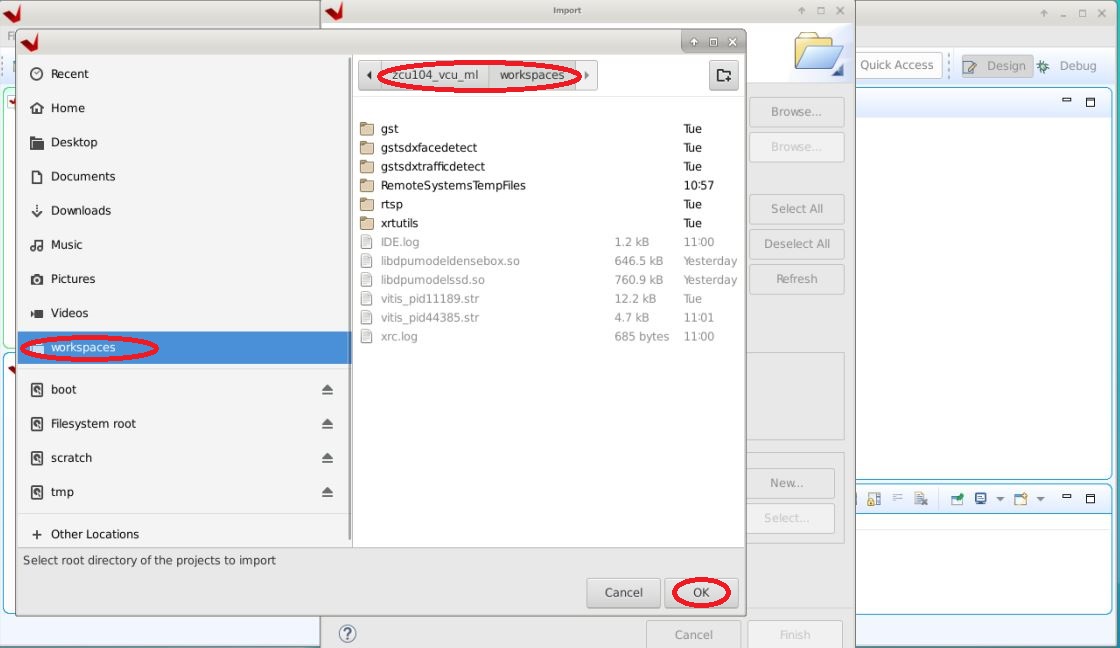 Import
Quick Access
Design
Debug
Recent
Home
Desktop
Documents
Downloads
Music
Pictures
Videos
workspaces
boot
Filesystem root
scratch
tmp
Other Locations
zcu104_vcu_ml workspaces
gst Tue
gstsdxfacedetect Tue
gstsdxtrafficdetect Tue
RemoteSystemsTempFiles 10:57
rtsp Tue
xrtutils Tue
IDE.log 1.2 kB 11:00
libdpumodeldensebox.so 646.5 kB Yesterday
libdpumodelssd.so 760.9 kB Yesterday
vitis_pid11189.str 12.2 kB Tue
vitis_pid44385.str 4.7 kB 11:01
xrc.log 685 bytes 11:00
Select root directory of the projects to import
Cancel
OK
Browse...
Browse...
Select All
Deselect All
Refresh
New...
Select...
?
Cancel
Finish